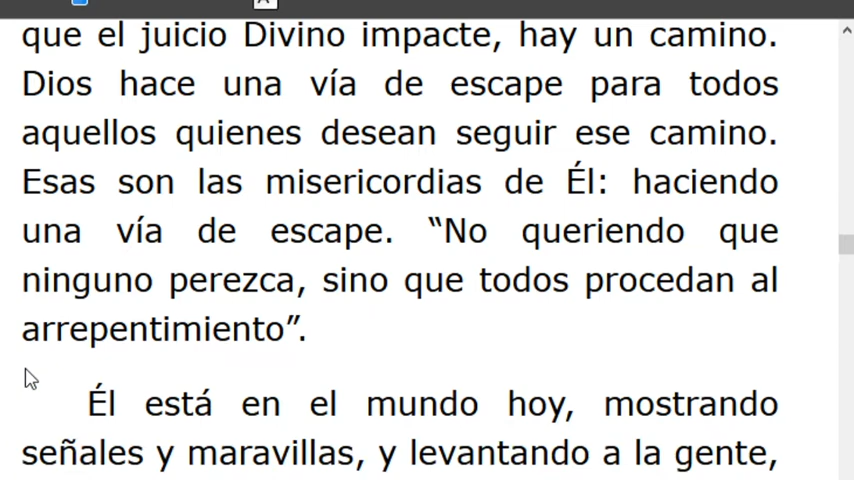 que el juicio Divino impacte, hay un camino.
Dios hace una vía de escape para todos
aquellos quienes desean seguir ese camino.
Esas son las misericordias de Él: haciendo
una vía de escape. “No queriendo que
ninguno perezca, sino que todos procedan al
arrepentimiento”.
Él está en el mundo hoy, mostrando
señales y maravillas, y levantando a la gente,